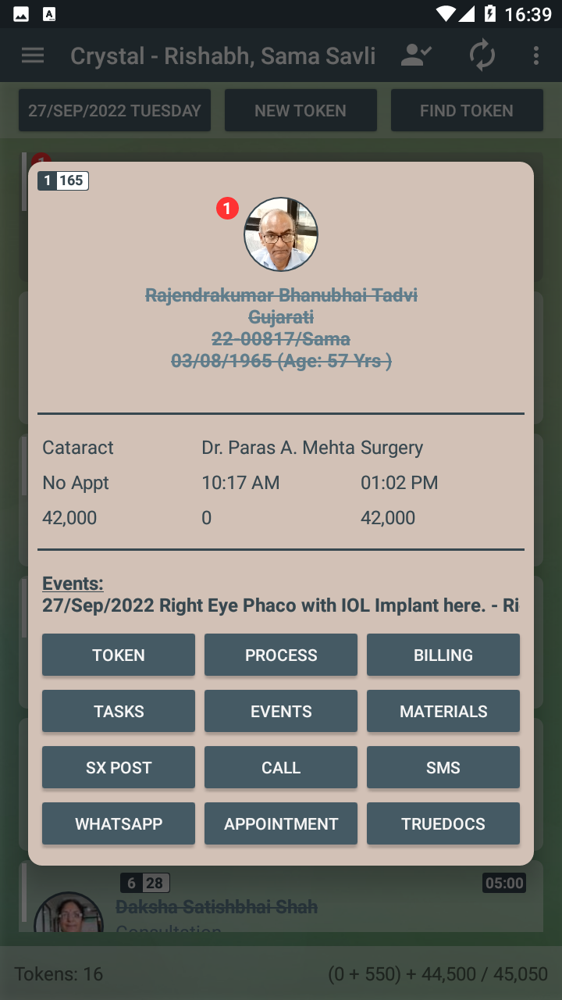 16:39
Crystal - Rishabh, Sama Savli
27/SEP/2022 TUESDAY NEW TOKEN FIND TOKEN
1 165
1
Rajendrakumar Bhanubhai Tadvi
Gujarati
22-00817/Sama
03/08/1965 (Age: 57 Yrs )
Cataract Dr. Paras A. Mehta Surgery
No Appt 10:17 AM 01:02 PM
42,000 0 42,000
Events:
27/Sep/2022 Right Eye Phaco with IOL Implant here. - Ri
TOKEN PROCESS BILLING
TASKS EVENTS MATERIALS
SX POST CALL SMS
WHATSAPP APPOINTMENT TRUEDOCS
6 28 05:00
Daksha Satishbhai Shah
Consultation
Tokens: 16 (0 + 550) + 44,500 / 45,050